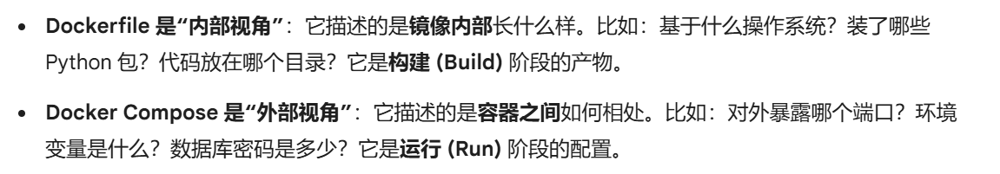 • Dockerfile 是“内部视角”：它描述的是镜像内部长什么样。比如：基于什么操作系统？装了哪些
Python 包？代码放在哪个目录？它是构建 (Build) 阶段的产物。
• Docker Compose 是“外部视角”：它描述的是容器之间如何相处。比如：对外暴露哪个端口？环境
变量是什么？数据库密码是多少？它是运行 (Run) 阶段的配置。